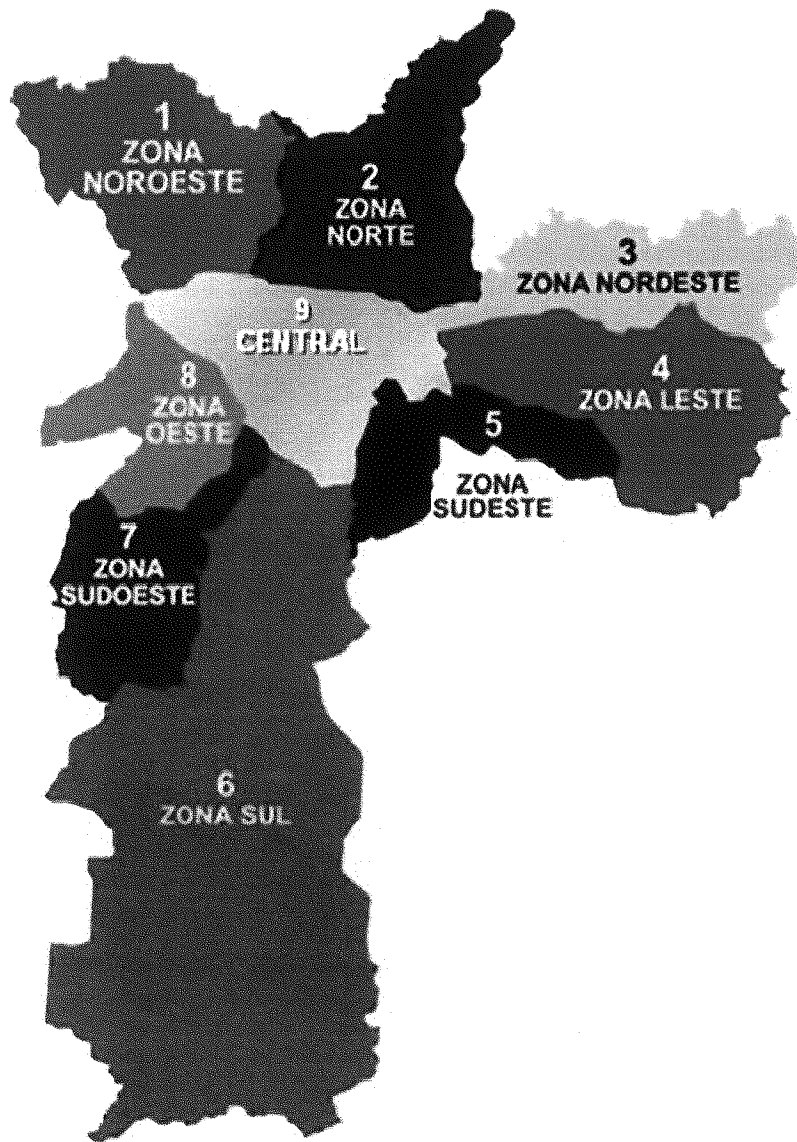 1
ZONA
NOROESTE
2
ZONA
NORTE
3
ZONA NORDESTE
9
CENTRAL
8
ZONA
OESTE
4
ZONA LESTE
5
ZONA
SUDESTE
7
ZONA
SUDOESTE
6
ZONA SUL